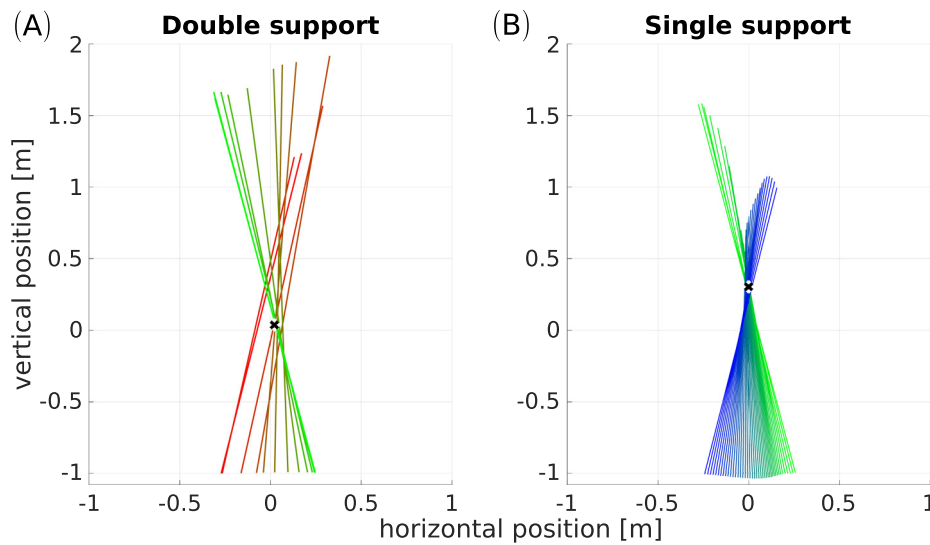 (A) Double support
2
1.5
1
0.5
0
-0.5
-1
-1 -0.5 0 0.5 1
vertical position [m]
(B) Single support
2
1.5
1
0.5
0
-0.5
-1
-1 -0.5 0 0.5 1
horizontal position [m]